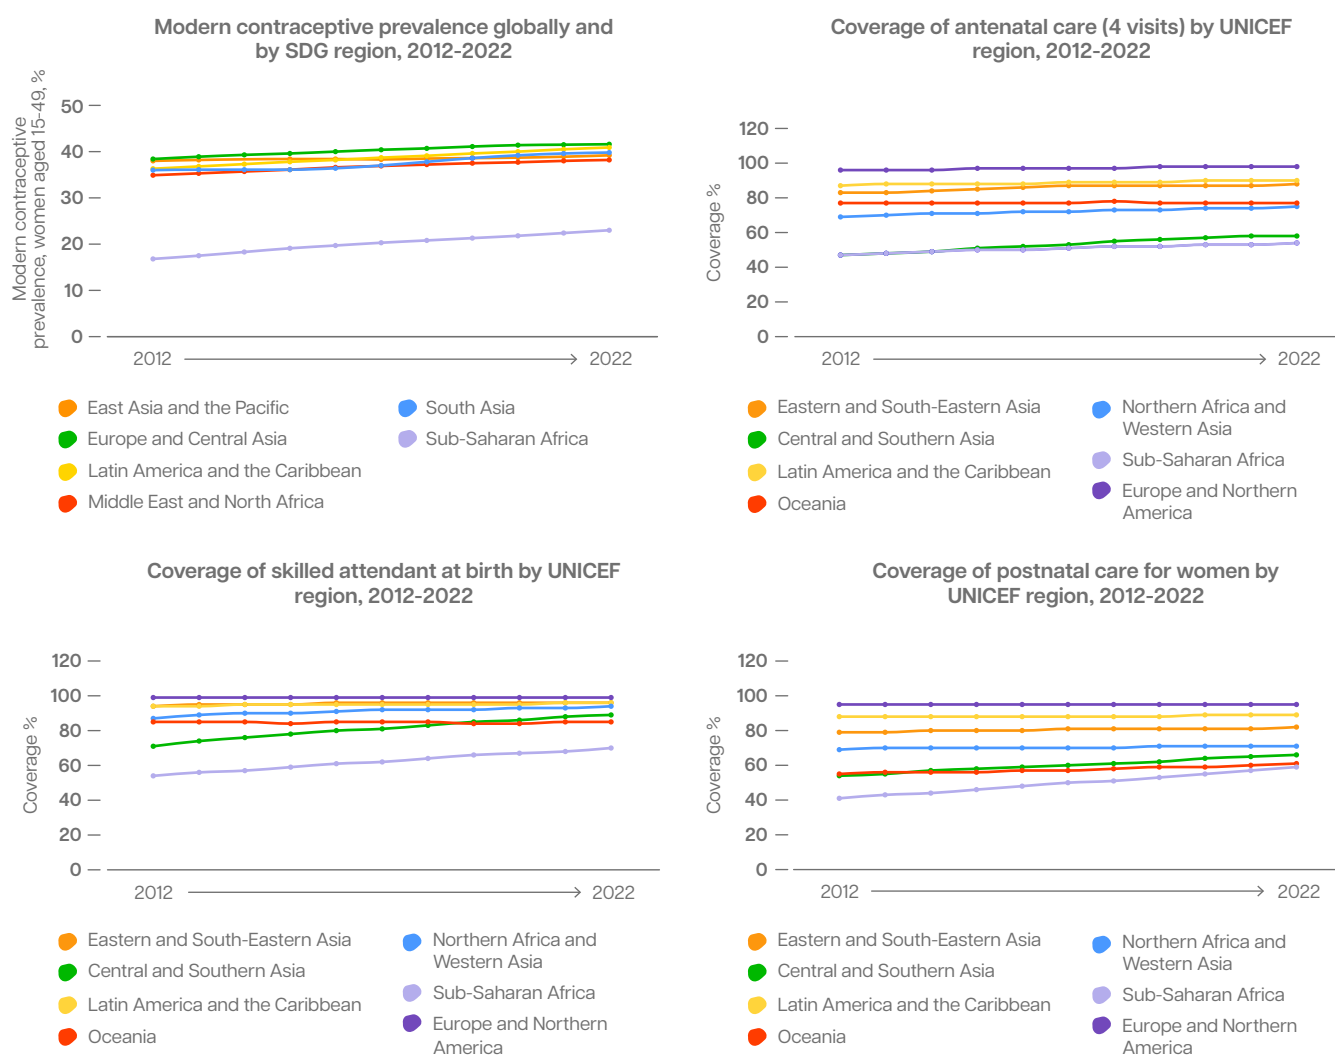 Modern contraceptive prevalence globally and
by SDG region, 2012-2022
Modern contraceptive
prevalence, women aged 15-49, %
50
40
30
20
10
0
2012
2022
East Asia and the Pacific
Europe and Central Asia
Latin America and the Caribbean
Middle East and North Africa
South Asia
Sub-Saharan Africa
Coverage of antenatal care (4 visits) by UNICEF
region, 2012-2022
Coverage %
120
100
80
60
40
20
0
2012
2022
Eastern and South-Eastern Asia
Central and Southern Asia
Latin America and the Caribbean
Oceania
Northern Africa and
Western Asia
Sub-Saharan Africa
Europe and Northern
America
Coverage of skilled attendant at birth by UNICEF
region, 2012-2022
Coverage %
120
100
80
60
40
20
0
2012
2022
Eastern and South-Eastern Asia
Central and Southern Asia
Latin America and the Caribbean
Oceania
Northern Africa and
Western Asia
Sub-Saharan Africa
Europe and Northern
America
Coverage of postnatal care for women by
UNICEF region, 2012-2022
Coverage %
120
100
80
60
40
20
0
2012
2022
Eastern and South-Eastern Asia
Central and Southern Asia
Latin America and the Caribbean
Oceania
Northern Africa and
Western Asia
Sub-Saharan Africa
Europe and Northern
America